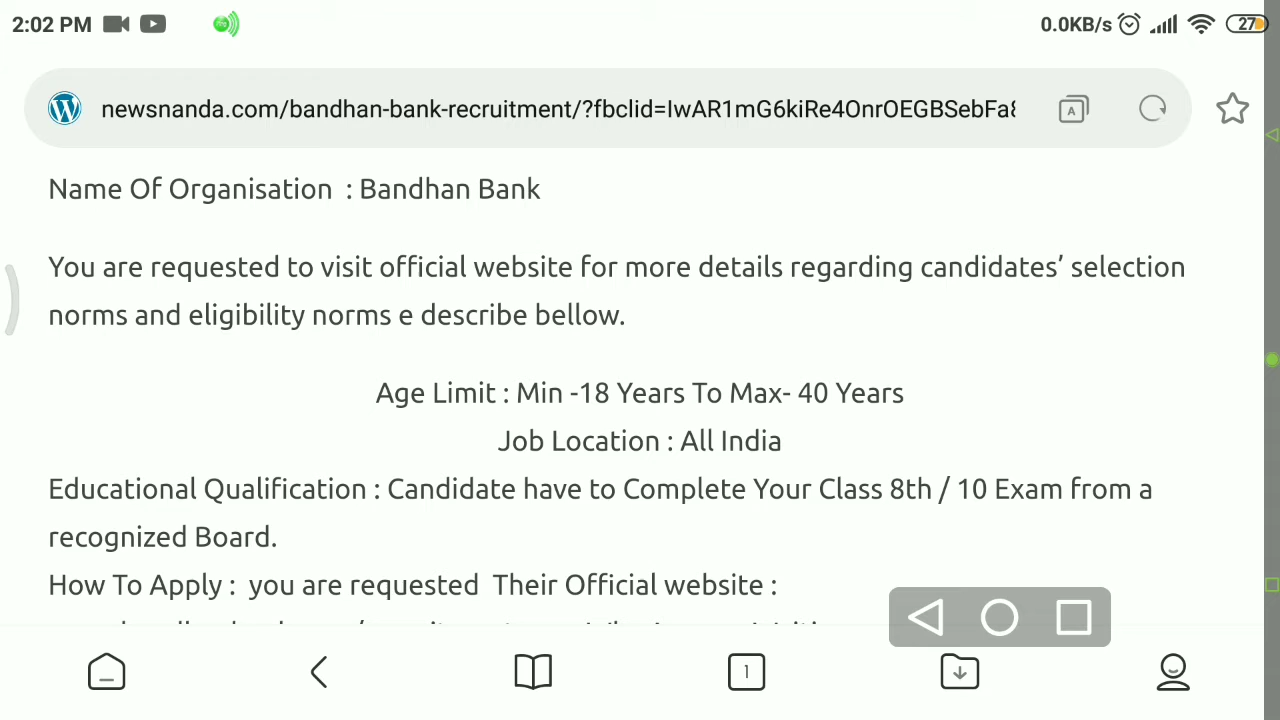 2:02 PM
0.0KB/s
27
newsnanda.com/bandhan-bank-recruitment/?fbclid=IwAR1mG6kiRe4OnrOEGBSebFa
A
Name Of Organisation : Bandhan Bank
You are requested to visit official website for more details regarding candidates’ selection
norms and eligibility norms e describe bellow.
Age Limit : Min -18 Years To Max- 40 Years
Job Location : All India
Educational Qualification : Candidate have to Complete Your Class 8th / 10 Exam from a
recognized Board.
How To Apply : you are requested Their Official website :
1